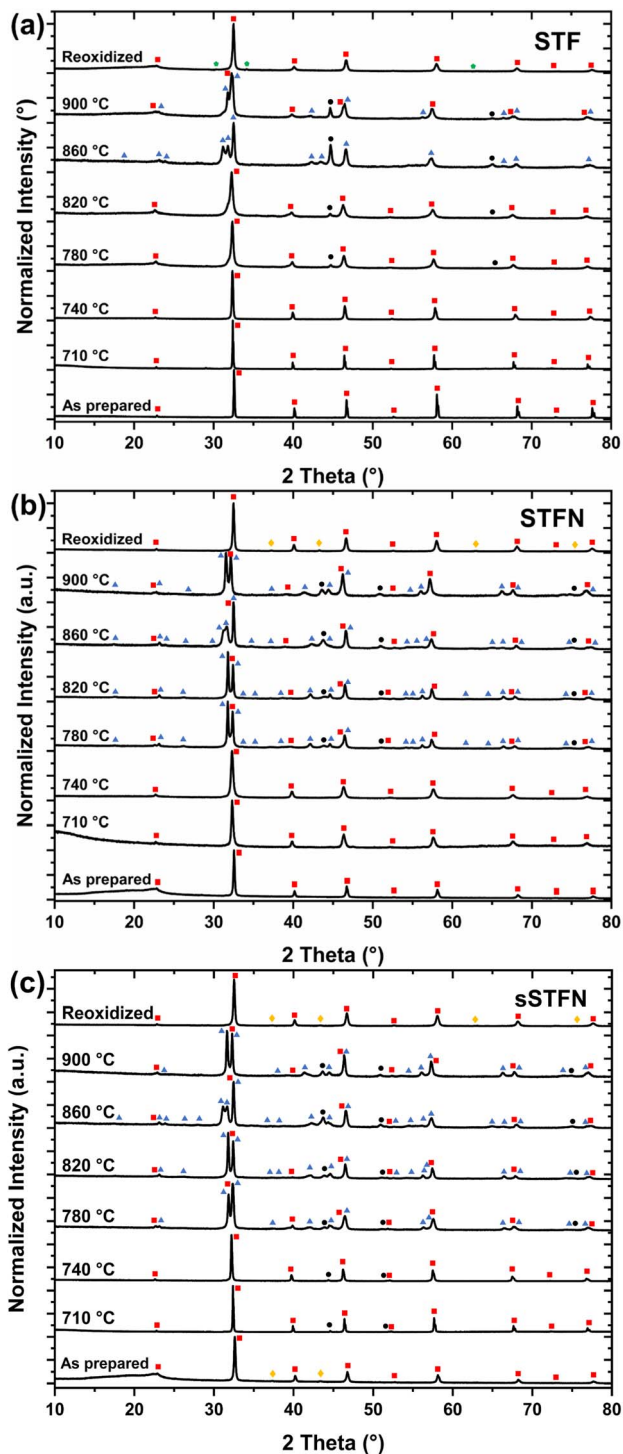 (a)
STF
Reoxidized
900 °C
860 °C
820 °C
780 °C
740 °C
710 °C
As prepared
Normalized Intensity (°)
10 20 30 40 50 60 70 80
2 Theta (°)
(b)
STFN
Reoxidized
900 °C
860 °C
820 °C
780 °C
740 °C
710 °C
As prepared
Normalized Intensity (a.u.)
10 20 30 40 50 60 70 80
2 Theta (°)
(c)
sSTFN
Reoxidized
900 °C
860 °C
820 °C
780 °C
740 °C
710 °C
As prepared
Normalized Intensity (a.u.)
10 20 30 40 50 60 70 80
2 Theta (°)